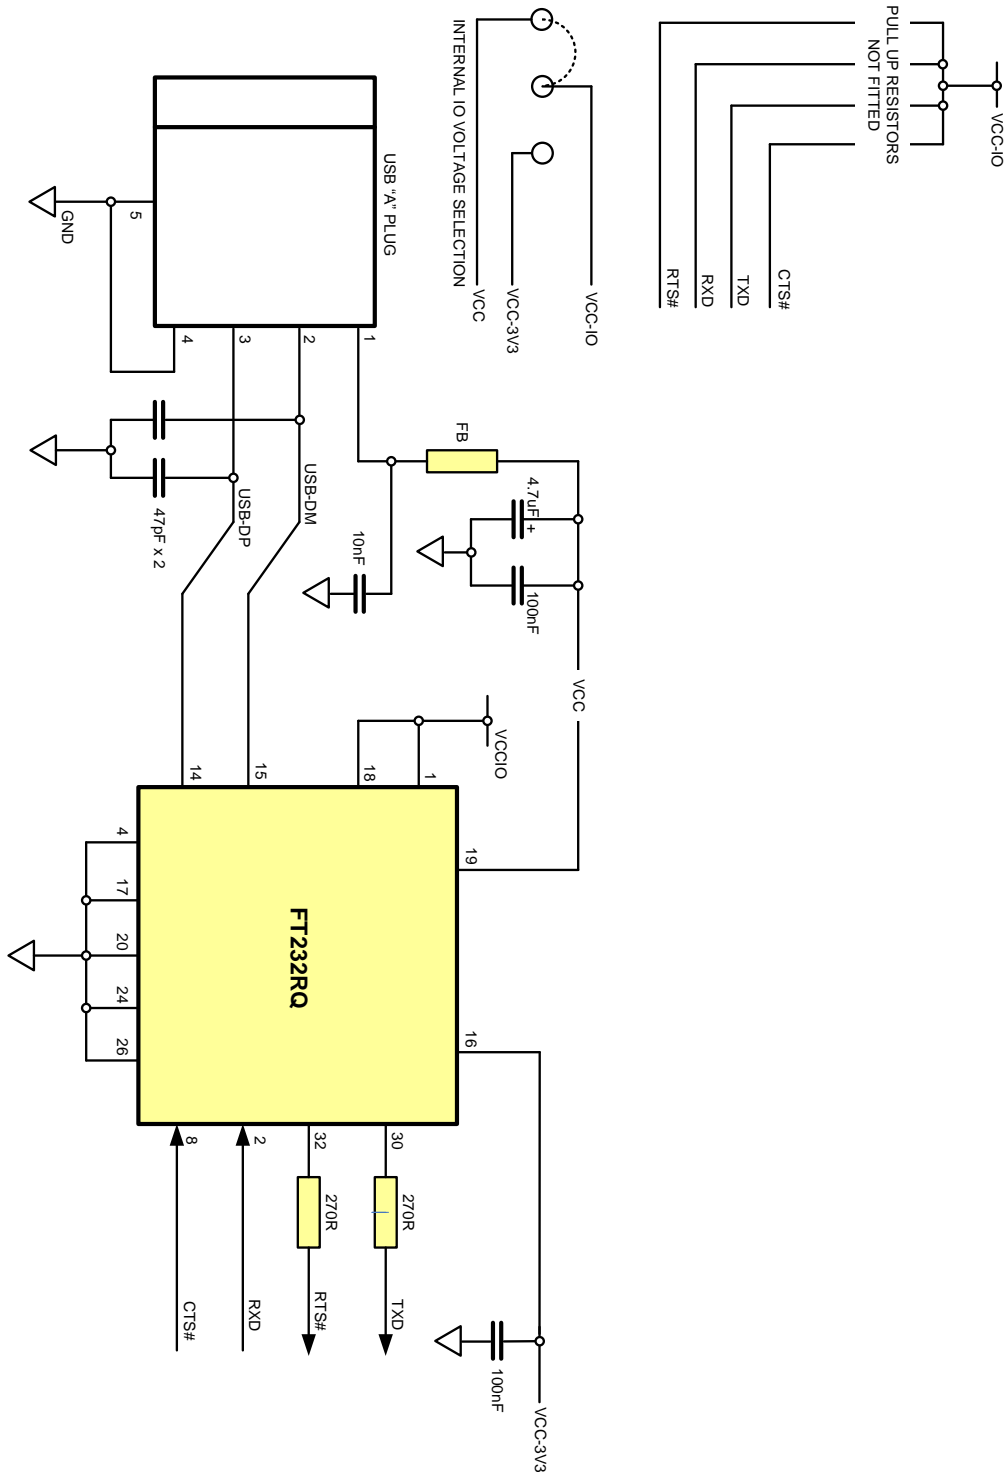 VCC-IO
PULL UP RESISTORS
NOT FITTED
CTS#
TXD
RXD
RTS#
INTERNAL IO VOLTAGE SELECTION
VCC-IO
VCC-3V3
VCC
USB “A” PLUG
5
GND
1
2
3
4
FB
4.7uF +
100nF
10nF
USB-DM
USB-DP
47pF x 2
VCC
VCCIO
1
18
15
14
19
16
FT232RQ
4
17
20
24
26
30
32
2
8
270R
270R
TXD
RTS#
RXD
CTS#
100nF
VCC-3V3